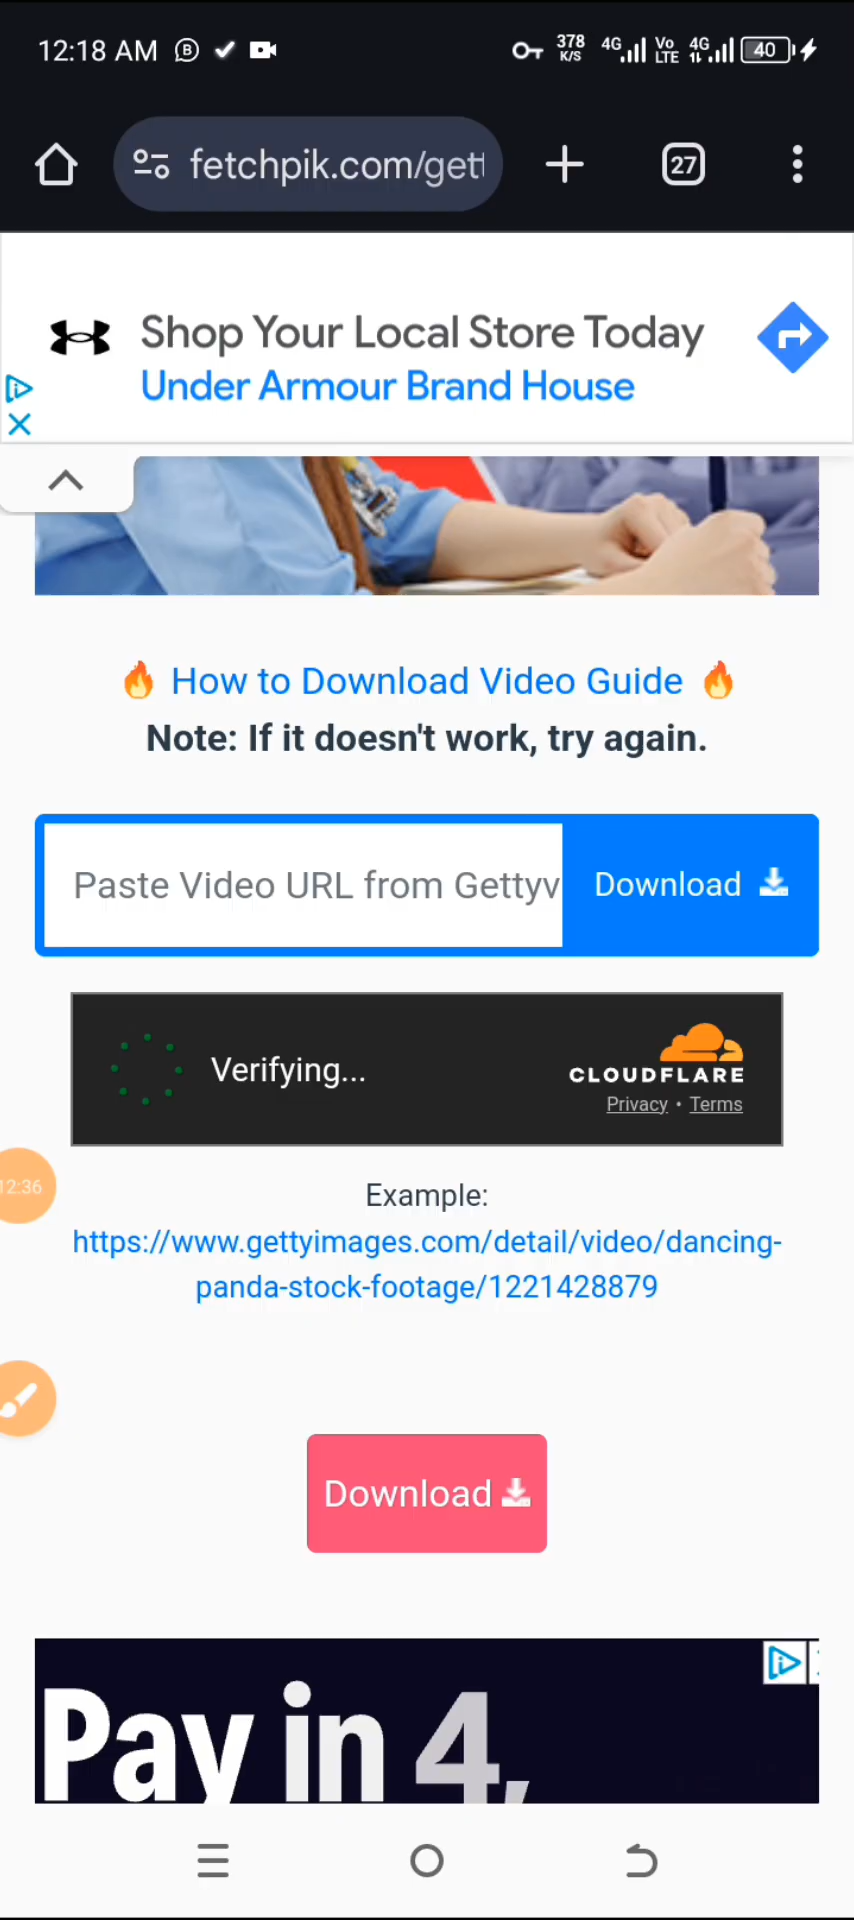 12:18 AM B 378 K/S 4G Vo LTE 4G 40
fetchpik.com/gett
27
Shop Your Local Store Today
Under Armour Brand House
🔥 How to Download Video Guide 🔥
Note: If it doesn't work, try again.
Paste Video URL from Gettyv
Download
Verifying...
CLOUDFLARE
Privacy • Terms
12:36
Example:
https://www.gettyimages.com/detail/video/dancing-
panda-stock-footage/1221428879
Download
Pay in 4,